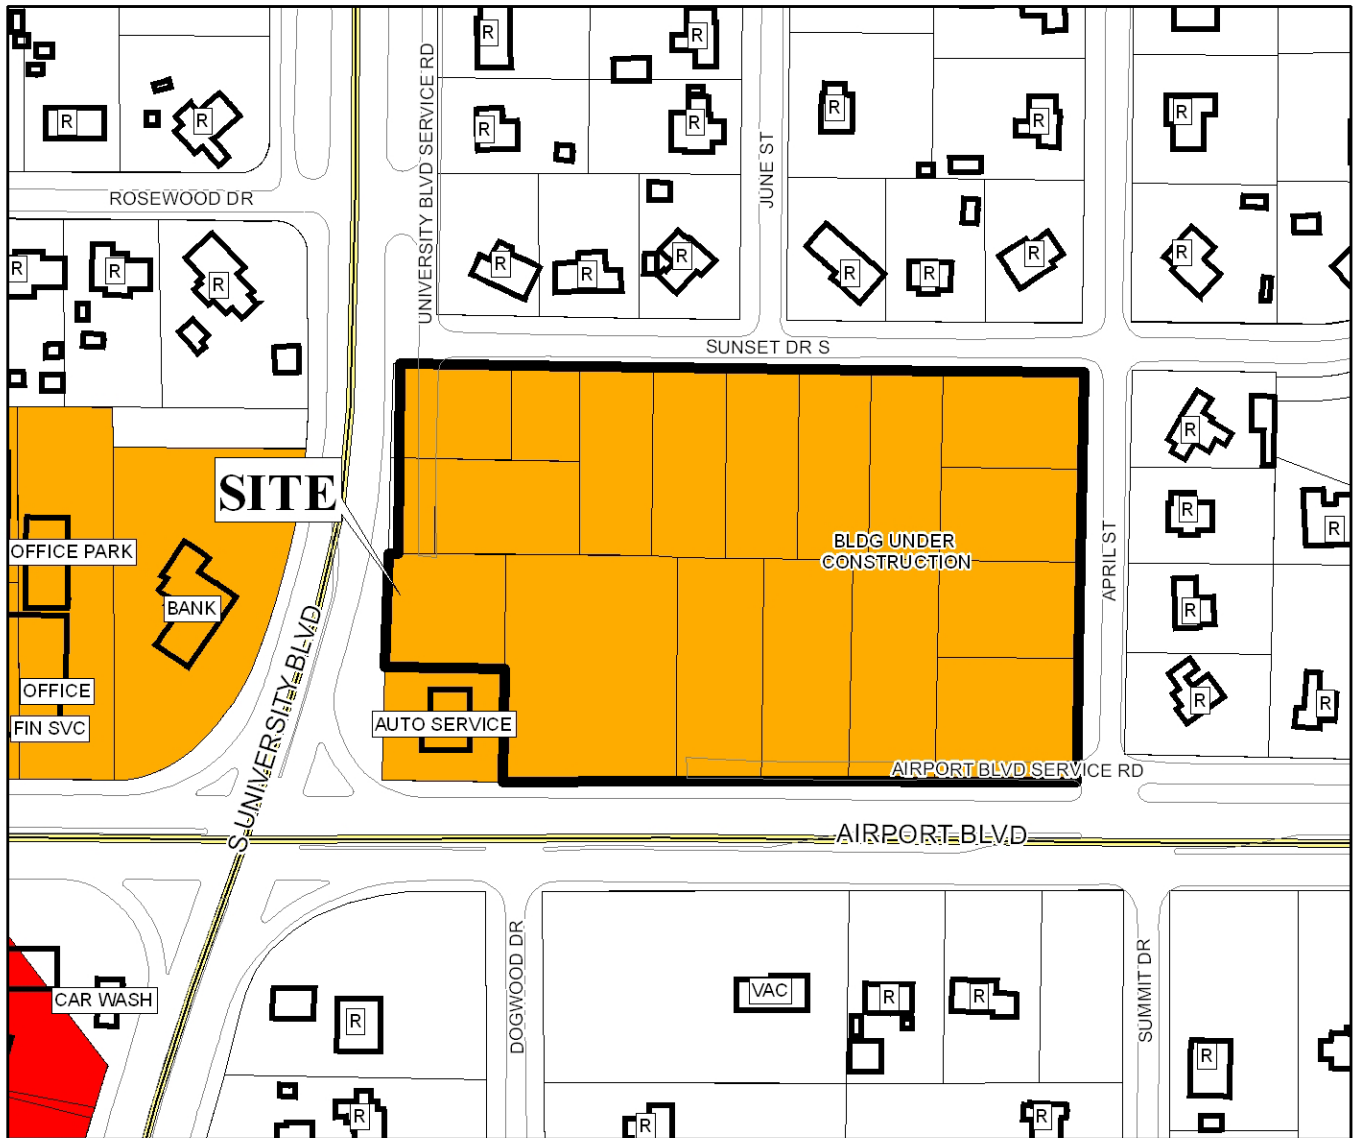 R
R
UNIVERSITY BLVD SERVICE RD
R
R
R
R
R
R
R
JUNE ST
ROSEWOOD DR
R
R
R
R
R
R
R
R
R
R
R
SUNSET DR S
R
SITE
R
R
OFFICE PARK
BLDG UNDER
CONSTRUCTION
APRIL ST
BANK
R
S UNIVERSITY BLVD
OFFICE
R
R
FIN SVC
AUTO SERVICE
AIRPORT BLVD SERVICE RD
AIRPORT BLVD
DOGWOOD DR
SUMMIT DR
CAR WASH
VAC
R
R
R
R
R
R
R